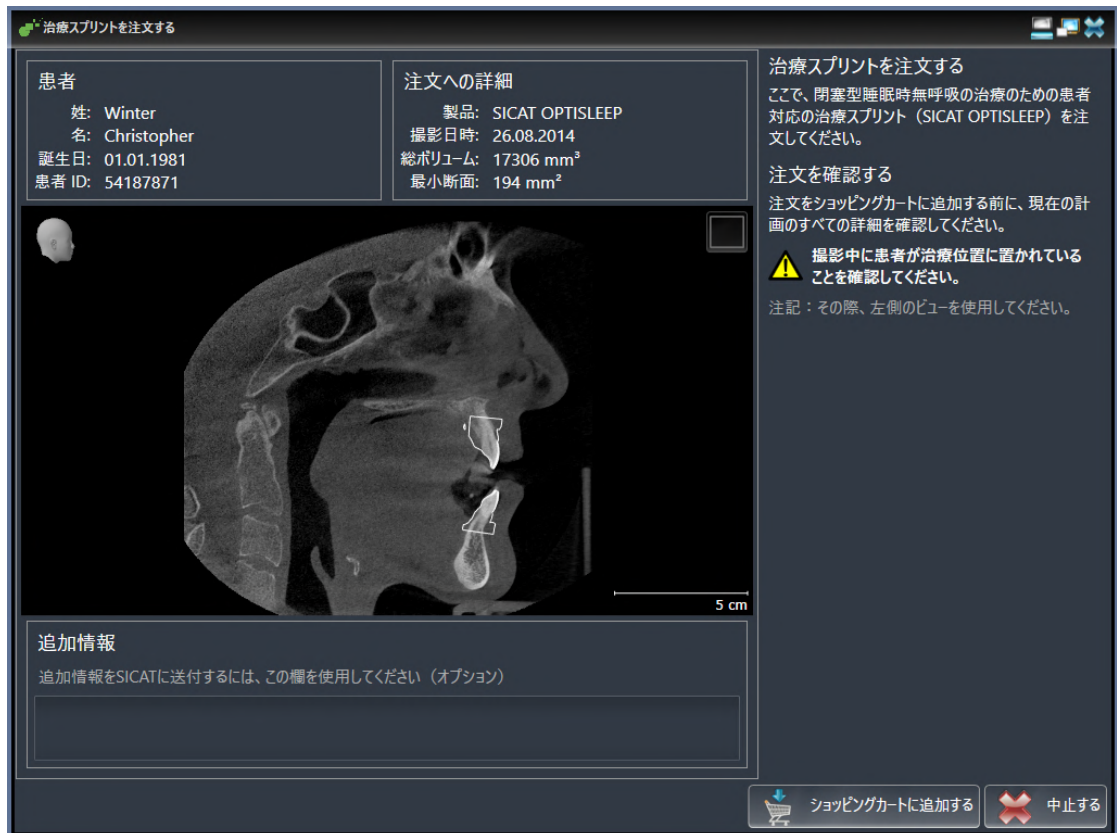 治療スプリントを注文する
患者
姓: Winter
名: Christopher
誕生日: 01.01.1981
患者 ID: 54187871
注文への詳細
製品: SICAT OPTISLEEP
撮影日時: 26.08.2014
総ボリューム: 17306 mm³
最小断面: 194 mm²
5 cm
追加情報
追加情報をSICATに送付するには、この欄を使用してください（オプション）
治療スプリントを注文する
ここで、閉塞型睡眠時無呼吸の治療のための患者
対応の治療スプリント（SICAT OPTISLEEP）を注
文してください。
注文を確認する
注文をショッピングカートに追加する前に、現在の計
画のすべての詳細を確認してください。
撮影中に患者が治療位置に置かれている
ことを確認してください。
注記：その際、左側のビューを使用してください。
ショッピングカートに追加する
中止する